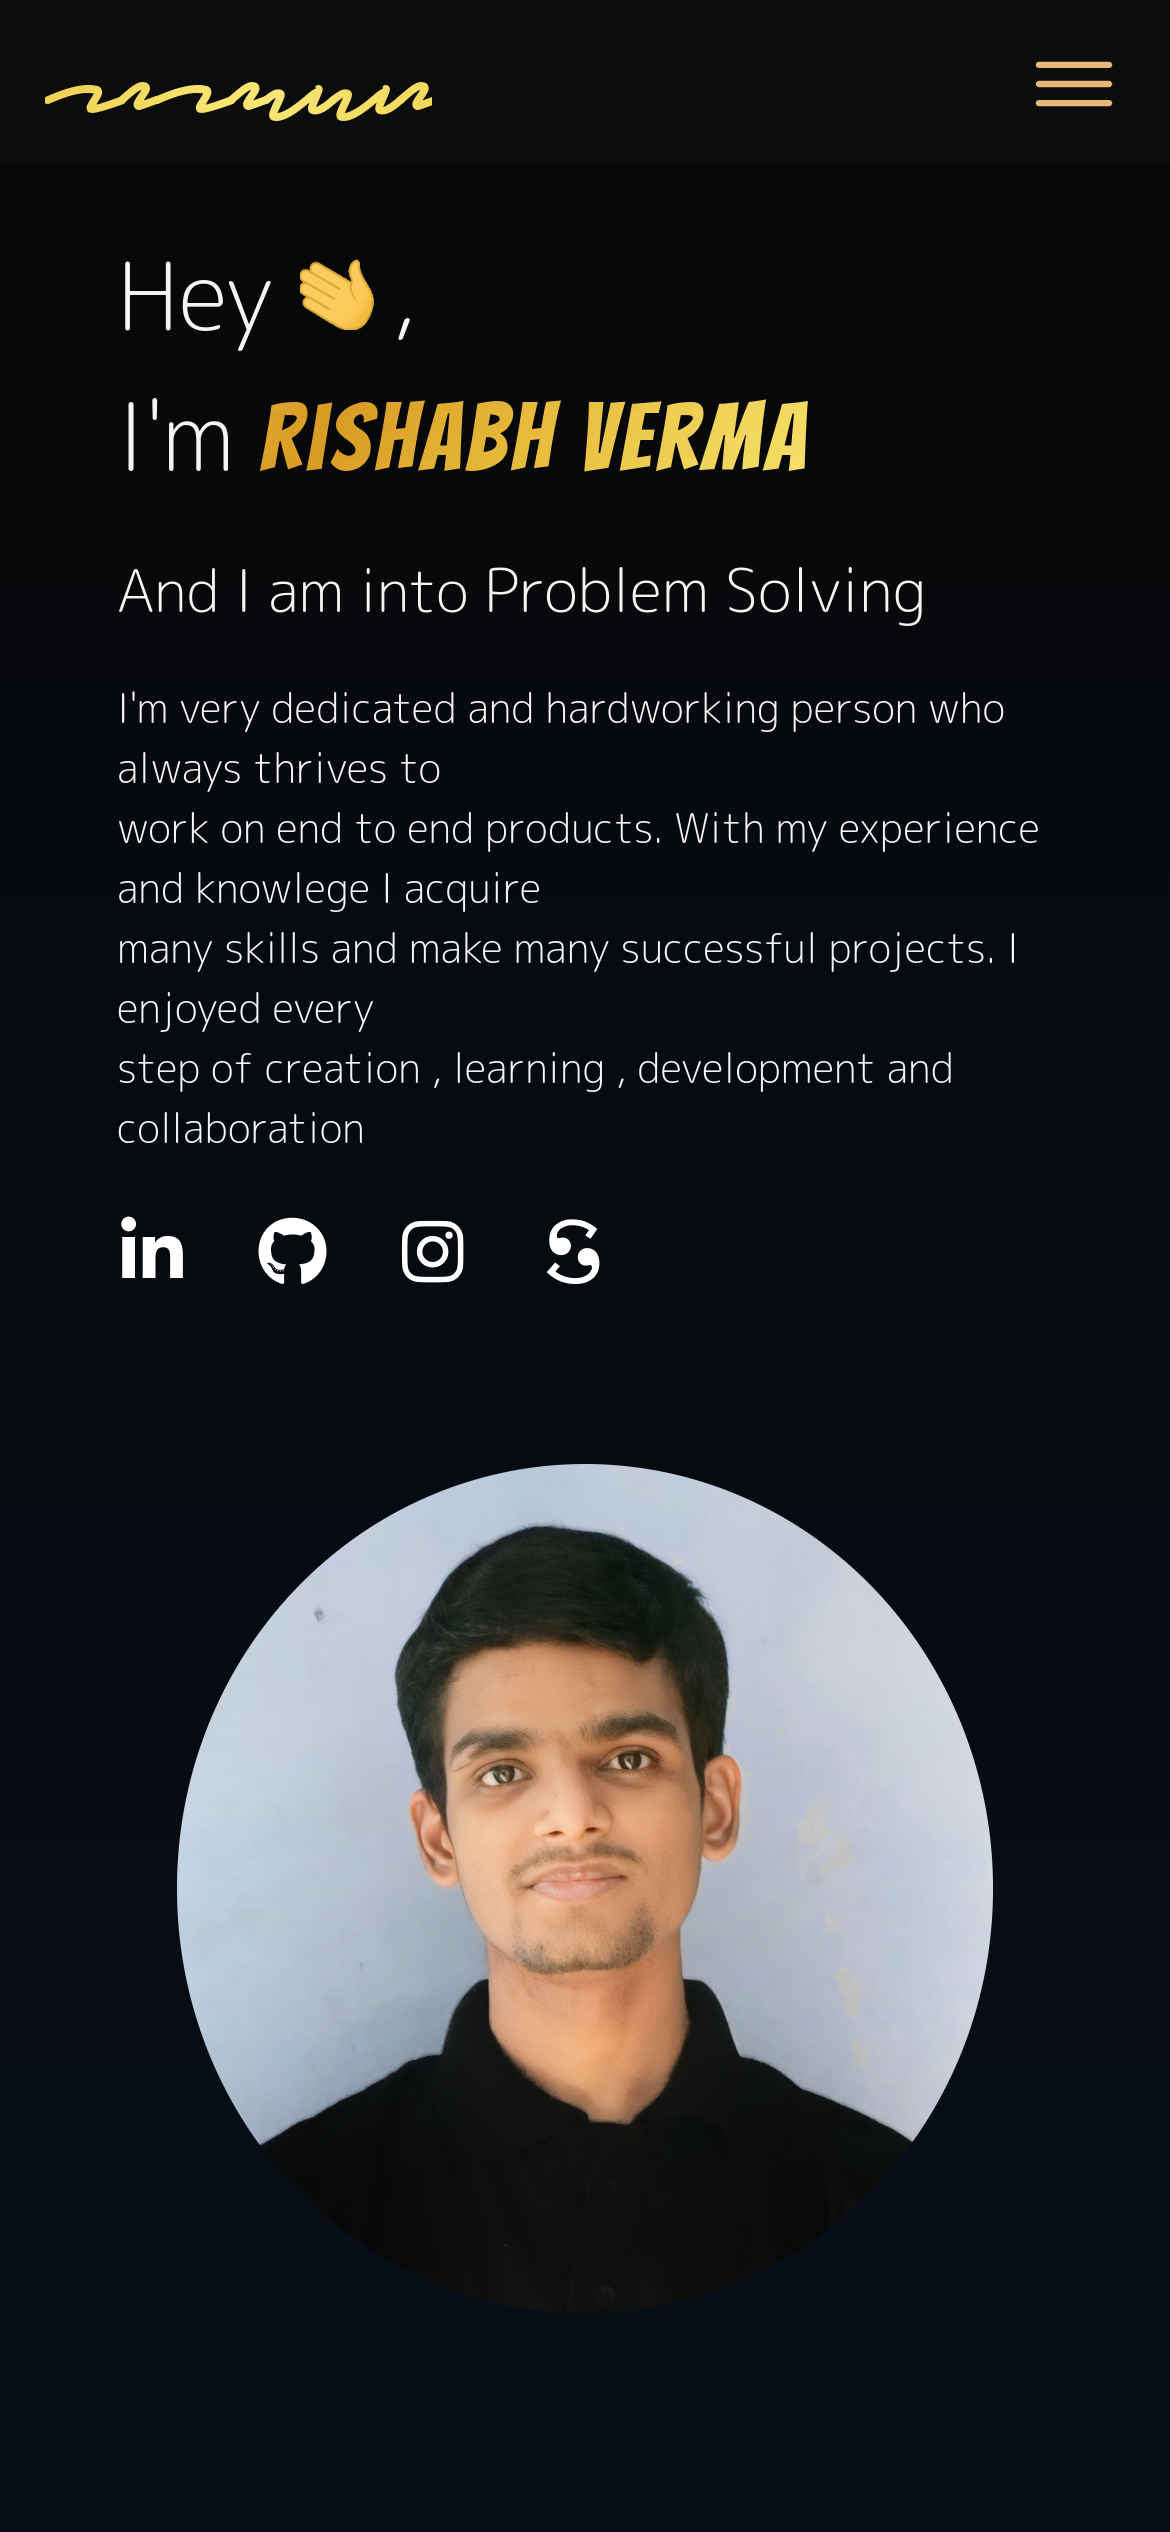 Hey 👋 ,
I'm RISHABH VERMA
And I am into Problem Solving
I'm very dedicated and hardworking person who
always thrives to
work on end to end products. With my experience
and knowlege I acquire
many skills and make many successful projects. I
enjoyed every
step of creation , learning , development and
collaboration
in